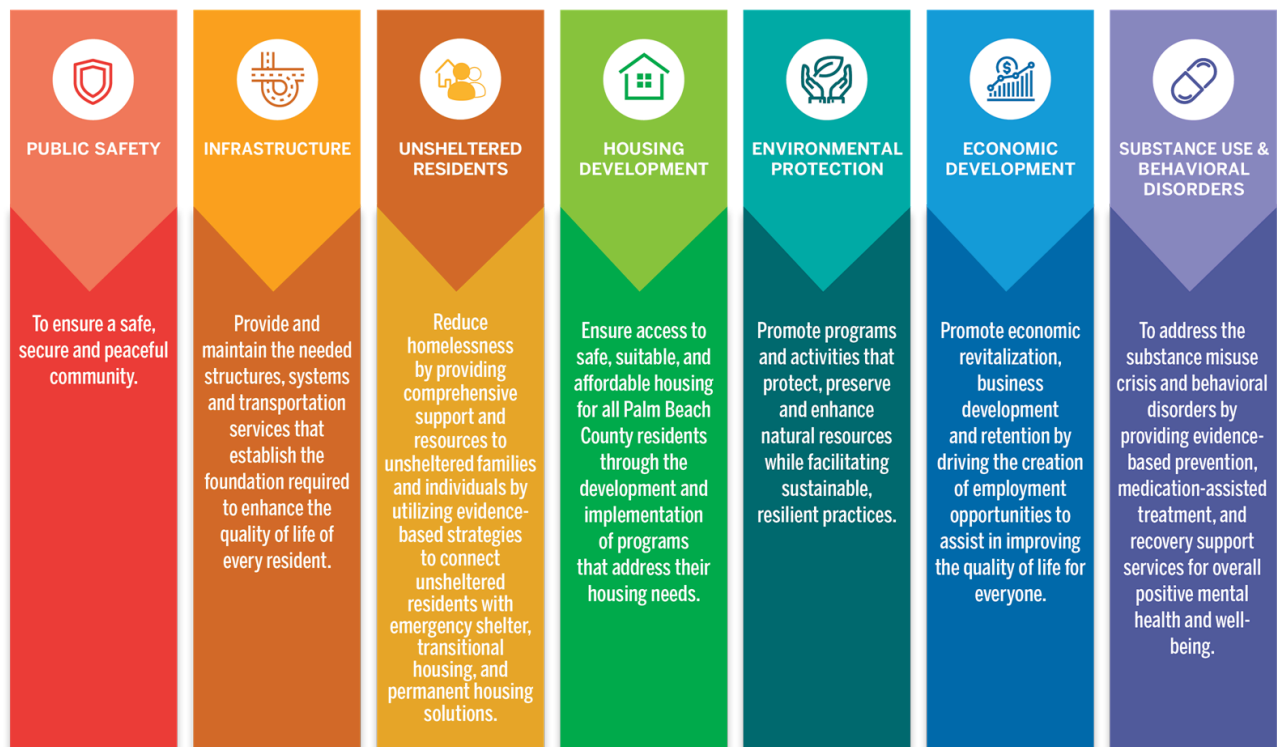 PUBLIC SAFETY
To ensure a safe,
secure and peaceful
community.
INFRASTRUCTURE
Provide and
maintain the needed
structures, systems
and transportation
services that
establish the
foundation required
to enhance the
quality of life of
every resident.
UNSHELTERED
RESIDENTS
Reduce
homelessness
by providing
comprehensive
support and
resources to
unsheltered families
and individuals by
utilizing evidence-
based strategies
to connect
unsheltered
residents with
emergency shelter,
transitional
housing, and
permanent housing
solutions.
HOUSING
DEVELOPMENT
Ensure access to
safe, suitable, and
affordable housing
for all Palm Beach
County residents
through the
development and
implementation
of programs
that address their
housing needs.
ENVIRONMENTAL
PROTECTION
Promote programs
and activities that
protect, preserve
and enhance
natural resources
while facilitating
sustainable,
resilient practices.
$
ECONOMIC
DEVELOPMENT
Promote economic
revitalization,
business
development
and retention by
driving the creation
of employment
opportunities to
assist in improving
the quality of life for
everyone.
SUBSTANCE USE &
BEHAVIORAL
DISORDERS
To address the
substance misuse
crisis and behavioral
disorders by
providing evidence-
based prevention,
medication-assisted
treatment, and
recovery support
services for overall
positive mental
health and well-
being.